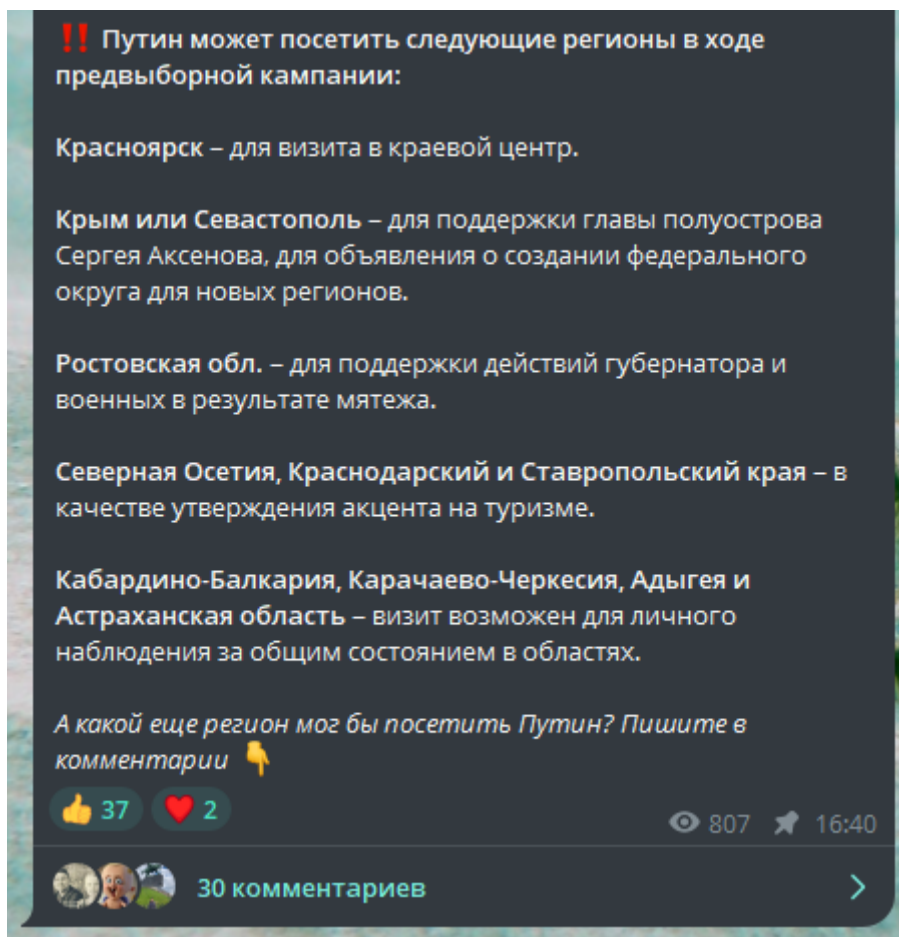 ‼️ Путин может посетить следующие регионы в ходе
предвыборной кампании:
Красноярск – для визита в краевой центр.
Крым или Севастополь – для поддержки главы полуострова
Сергея Аксенова, для объявления о создании федерального
округа для новых регионов.
Ростовская обл. – для поддержки действий губернатора и
военных в результате мятежа.
Северная Осетия, Краснодарский и Ставропольский края – в
качестве утверждения акцента на туризме.
Кабардино-Балкария, Карачаево-Черкесия, Адыгея и
Астраханская область – визит возможен для личного
наблюдения за общим состоянием в областях.
А какой еще регион мог бы посетить Путин? Пишите в
комментарии 👇
👍 37 ❤️ 2
807 16:40
30 комментариев